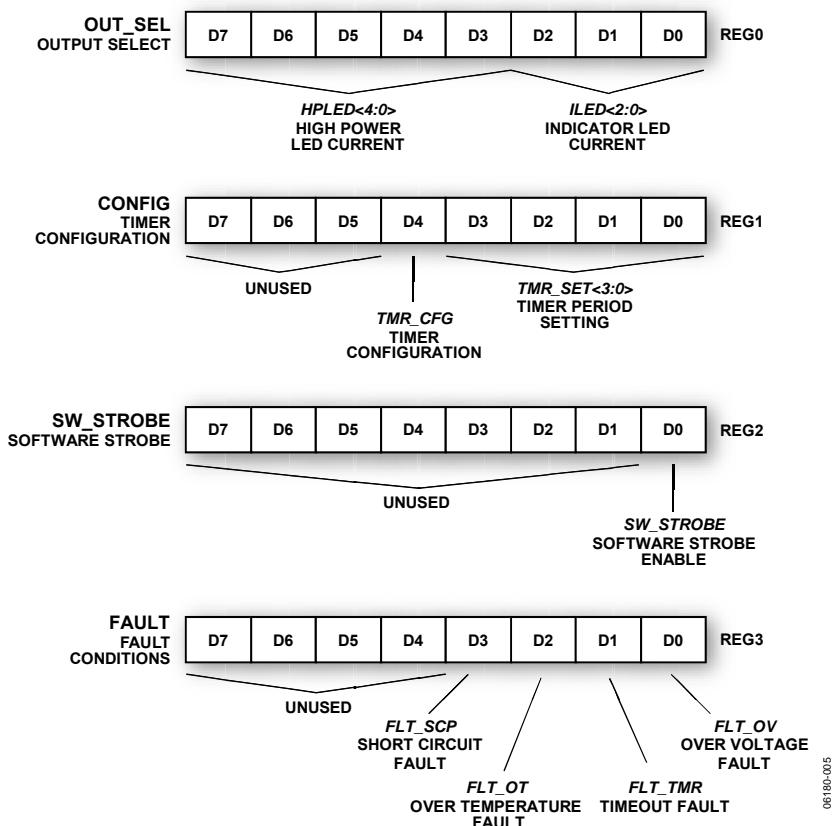 OUT_SEL
OUTPUT SELECT
D7 D6 D5 D4 D3 D2 D1 D0 REG0
HPLED<4:0>
HIGH POWER
LED CURRENT
ILED<2:0>
INDICATOR LED
CURRENT
CONFIG
TIMER
CONFIGURATION
D7 D6 D5 D4 D3 D2 D1 D0 REG1
UNUSED
TMR_CFG
TIMER
CONFIGURATION
TMR_SET<3:0>
TIMER PERIOD
SETTING
SW_STROBE
SOFTWARE STROBE
D7 D6 D5 D4 D3 D2 D1 D0 REG2
UNUSED
SW_STROBE
SOFTWARE STROBE
ENABLE
FAULT
FAULT
CONDITIONS
D7 D6 D5 D4 D3 D2 D1 D0 REG3
UNUSED
FLT_SCP
SHORT CIRCUIT
FAULT
FLT_OT
OVER TEMPERATURE
FAULT
FLT_TMR
TIMEOUT FAULT
FLT_OV
OVER VOLTAGE
FAULT
06180-005